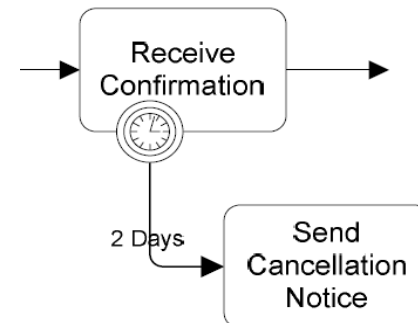 Receive
Confirmation
2 Days
Send
Cancellation
Notice